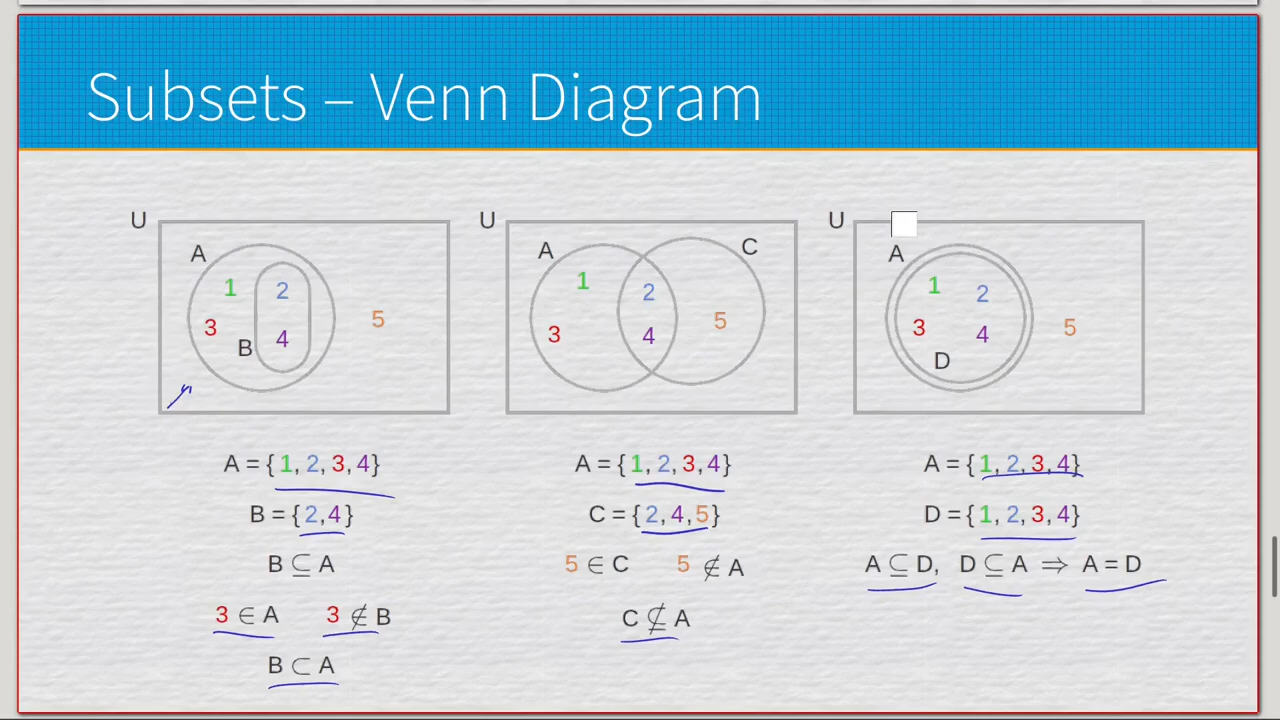 Subsets – Venn Diagram
U
A
1
2
3
4
B
5
A = { 1, 2, 3, 4}
B = { 2,4 }
B ⊆ A
3 ∈ A 3 ∉ B
B ⊂ A
U
A
C
1
2
3
4
5
A = { 1, 2, 3, 4}
C = { 2, 4, 5}
5 ∈ C 5 ∉ A
C ⊈ A
U
A
1
2
3
4
D
5
A = { 1, 2, 3, 4}
D = { 1, 2, 3, 4}
A ⊆ D, D ⊆ A ⇒ A = D